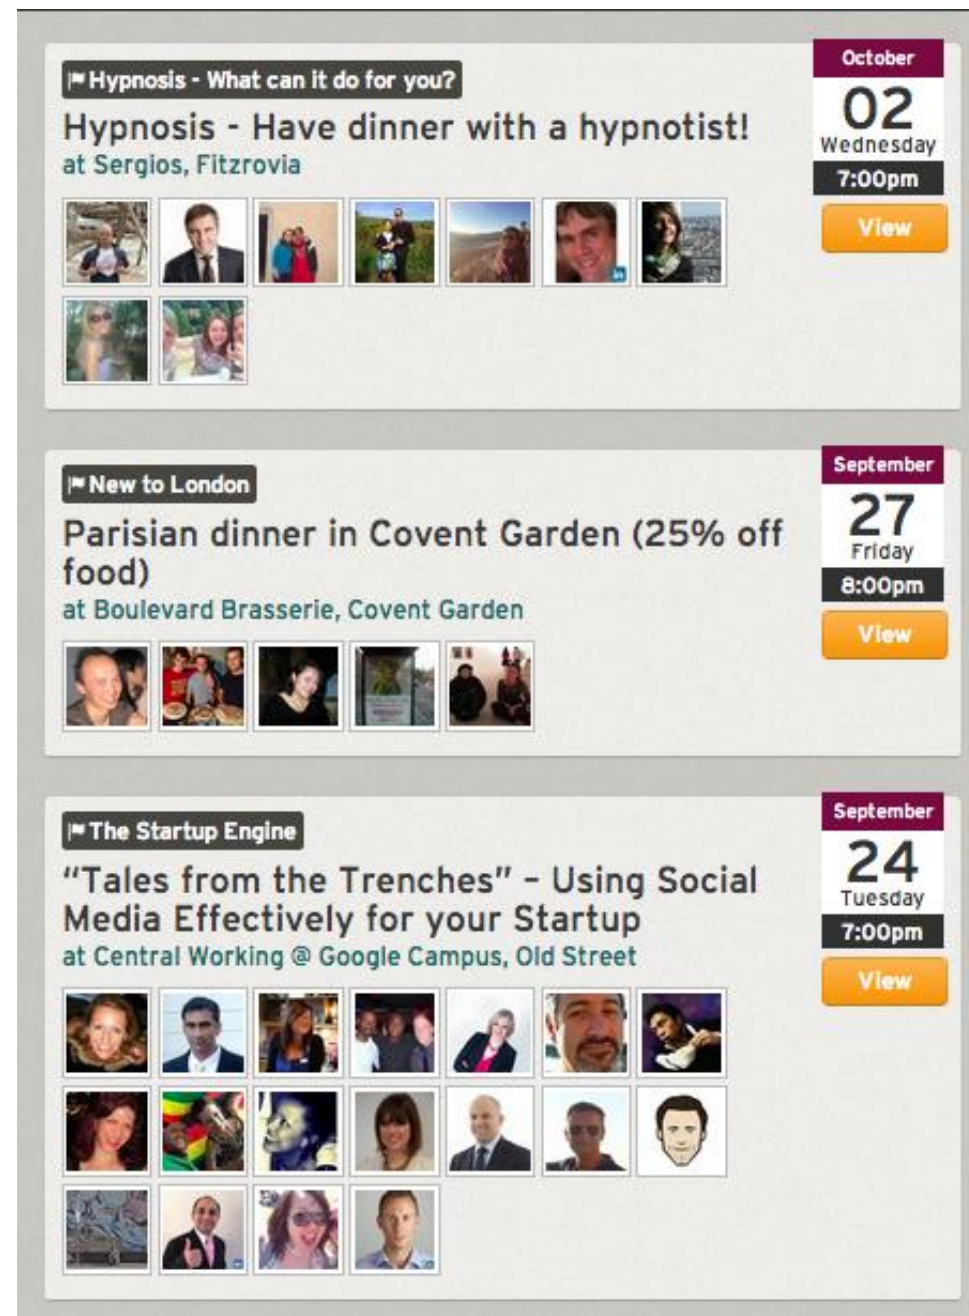 Hypnosis - What can it do for you?
Hypnosis - Have dinner with a hypnotist!
at Sergios, Fitzrovia
October
02
Wednesday
7:00pm
View
New to London
Parisian dinner in Covent Garden (25% off
food)
at Boulevard Brasserie, Covent Garden
September
27
Friday
8:00pm
View
The Startup Engine
“Tales from the Trenches” – Using Social
Media Effectively for your Startup
at Central Working @ Google Campus, Old Street
September
24
Tuesday
7:00pm
View
in
in
in